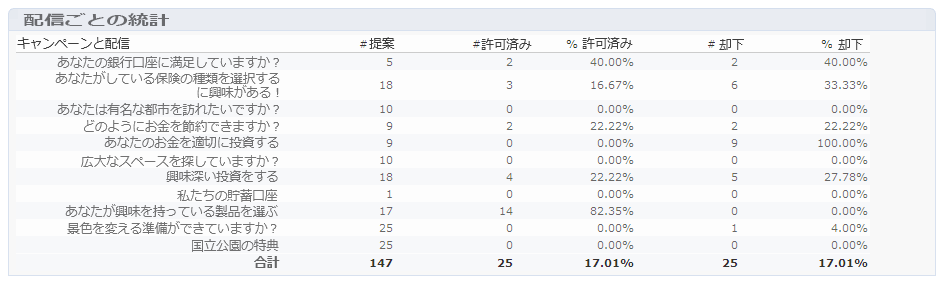 配信ごとの統計
キャンペーンと配信 #提案 #許可済み % 許可済み # 却下 % 却下
あなたの銀行口座に満足していますか？ 5 2 40.00% 2 40.00%
あなたがしている保険の種類を選択する
に興味がある！ 18 3 16.67% 6 33.33%
あなたは有名な都市を訪れたいですか？ 10 0 0.00% 0 0.00%
どのようにお金を節約できますか？ 9 2 22.22% 2 22.22%
あなたのお金を適切に投資する 9 0 0.00% 9 100.00%
広大なスペースを探していますか？ 10 0 0.00% 0 0.00%
興味深い投資をする 18 4 22.22% 5 27.78%
私たちの貯蓄口座 1 0 0.00% 0 0.00%
あなたが興味を持っている製品を選ぶ 17 14 82.35% 0 0.00%
景色を変える準備ができていますか？ 25 0 0.00% 1 4.00%
国立公園の特典 25 0 0.00% 0 0.00%
合計 147 25 17.01% 25 17.01%